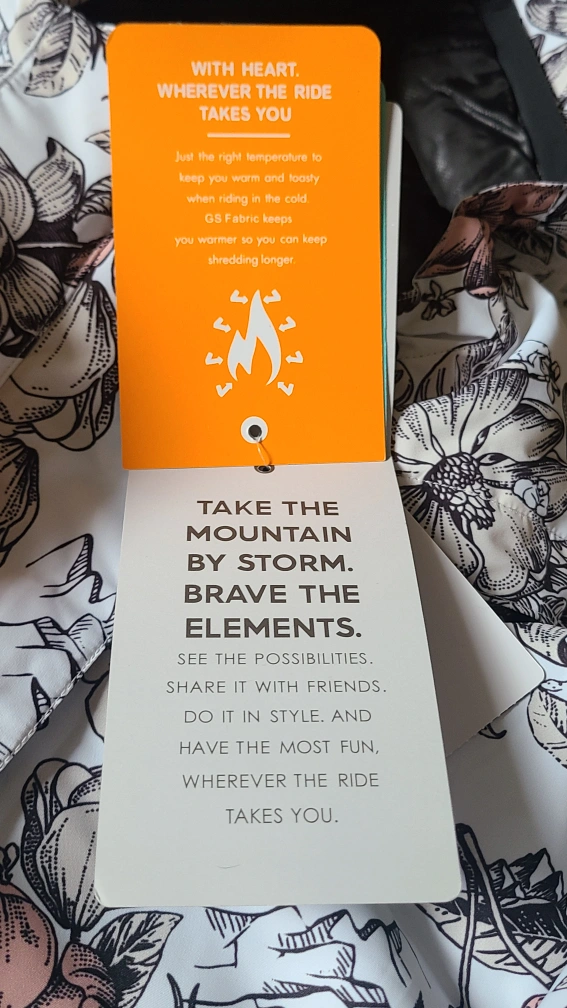 WITH HEART.
WHEREVER THE RIDE
TAKES YOU
Just the right temperature to
keep you warm and toasty
when riding in the cold.
GS Fabric keeps
you warmer so you can keep
shredding longer.
TAKE THE
MOUNTAIN
BY STORM.
BRAVE THE
ELEMENTS.
SEE THE POSSIBILITIES.
SHARE IT WITH FRIENDS.
DO IT IN STYLE. AND
HAVE THE MOST FUN,
WHEREVER THE RIDE
TAKES YOU.